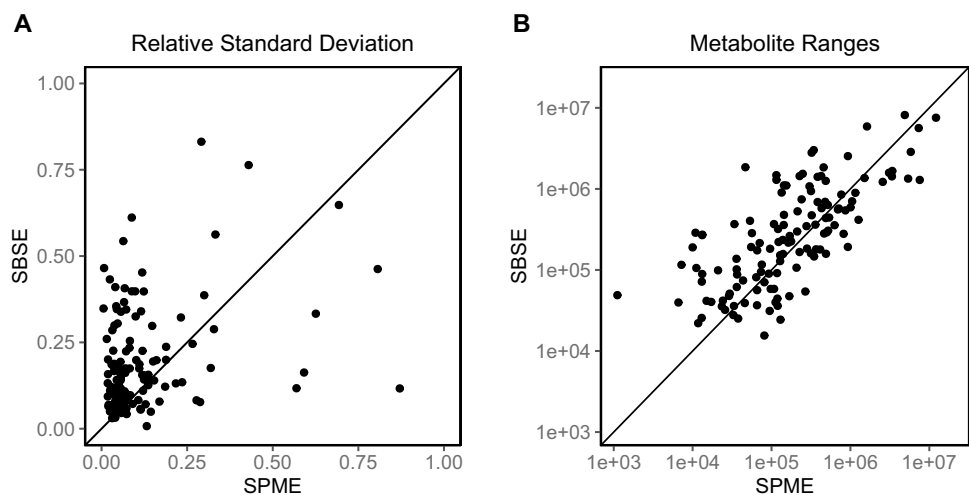 A
Relative Standard Deviation
1.00
0.75
0.50
0.25
0.00
SBSE
0.00 0.25 0.50 0.75 1.00
SPME
B
Metabolite Ranges
1e+07
1e+06
1e+05
1e+04
1e+03
SBSE
1e+03 1e+04 1e+05 1e+06 1e+07
SPME